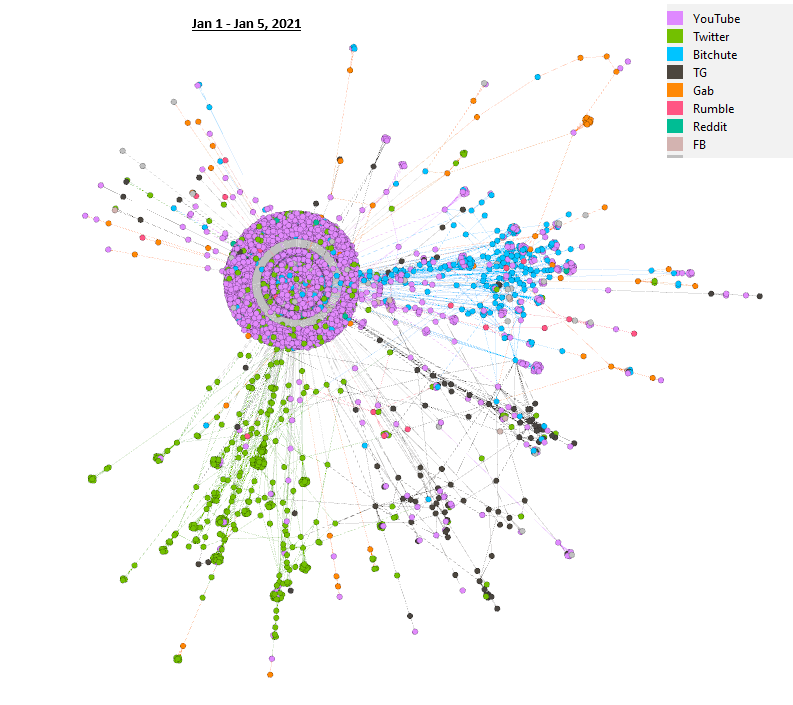 Jan 1 - Jan 5, 2021
YouTube
Twitter
Bitchute
TG
Gab
Rumble
Reddit
FB